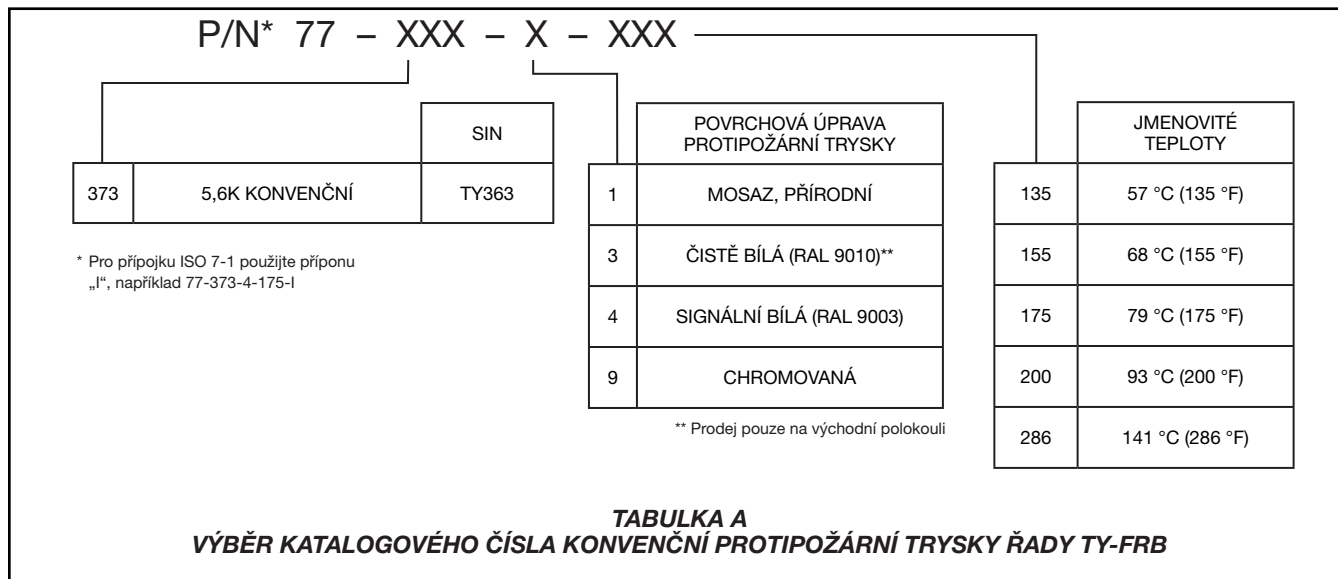 P/N* 77 – XXX – X – XXX
SIN
373 5,6K KONVENČNÍ TY363
* Pro přípojku ISO 7-1 použijte příponu
„I“, například 77-373-4-175-I
POVRCHOVÁ ÚPRAVA
PROTIPOŽÁRNÍ TRYSKY
1 MOSAZ, PŘÍRODNÍ
3 ČISTĚ BÍLÁ (RAL 9010)**
4 SIGNÁLNÍ BÍLÁ (RAL 9003)
9 CHROMOVANÁ
** Prodej pouze na východní polokouli
JMENOVITÉ
TEPLOTY
135 57 °C (135 °F)
155 68 °C (155 °F)
175 79 °C (175 °F)
200 93 °C (200 °F)
286 141 °C (286 °F)
TABULKA A
VÝBĚR KATALOGOVÉHO ČÍSLA KONVENČNÍ PROTIPOŽÁRNÍ TRYSKY ŘADY TY-FRB